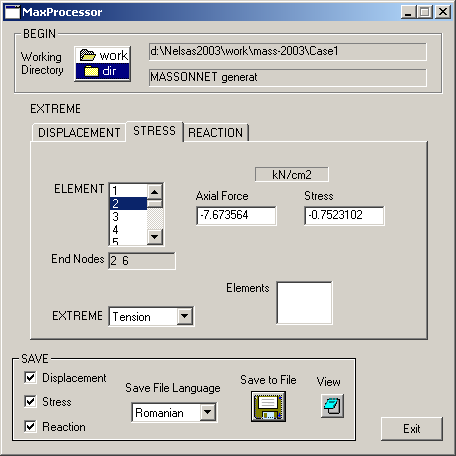 MaxProcessor
BEGIN
Working Directory
work
dir
d:\Nelsas2003\work\mass-2003\Case1
MASSONNET generat
EXTREME
DISPLACEMENT STRESS REACTION
kN/cm2
ELEMENT
1
2
3
4
5
Axial Force Stress
-7.673564 -0.7523102
End Nodes 2 6
Elements
EXTREME Tension
SAVE
Displacement
Stress
Reaction
Save File Language
Romanian
Save to File
View
Exit